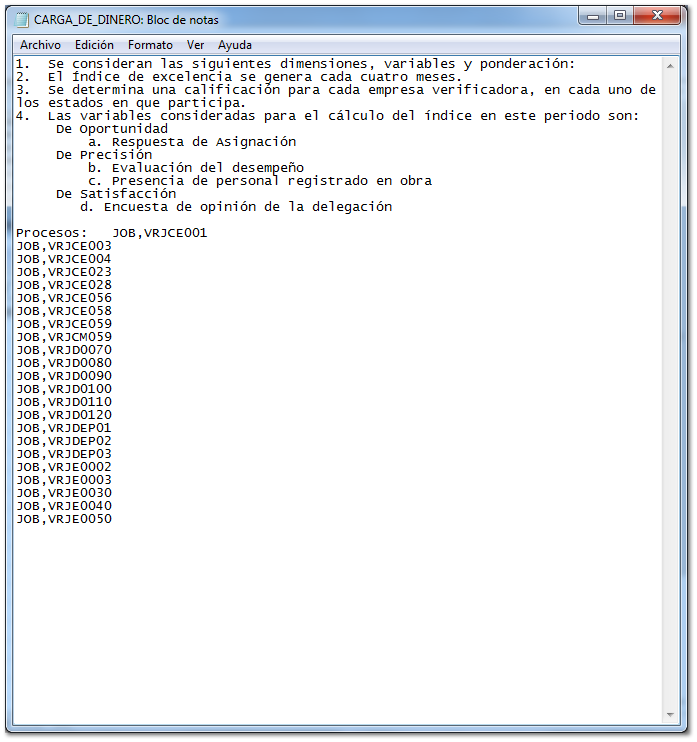 CARGA_DE_DINERO: Bloc de notas
Archivo Edición Formato Ver Ayuda
1. Se consideran las siguientes dimensiones, variables y ponderación:
2. El índice de excelencia se genera cada cuatro meses.
3. Se determina una calificación para cada empresa verificadora, en cada uno de
los estados en que participa.
4. Las variables consideradas para el cálculo del índice en este periodo son:
De Oportunidad
a. Respuesta de Asignación
De Precisión
b. Evaluación del desempeño
c. Presencia de personal registrado en obra
De Satisfacción
d. Encuesta de opinión de la delegación
Procesos: JOB,VRJCE001
JOB,VRJCE003
JOB,VRJCE004
JOB,VRJCE023
JOB,VRJCE028
JOB,VRJCE056
JOB,VRJCE058
JOB,VRJCE059
JOB,VRJCM059
JOB,VRJD0070
JOB,VRJD0080
JOB,VRJD0090
JOB,VRJD0100
JOB,VRJD0110
JOB,VRJD0120
JOB,VRJDEP01
JOB,VRJDEP02
JOB,VRJDEP03
JOB,VRJE0002
JOB,VRJE0003
JOB,VRJE0030
JOB,VRJE0040
JOB,VRJE0050